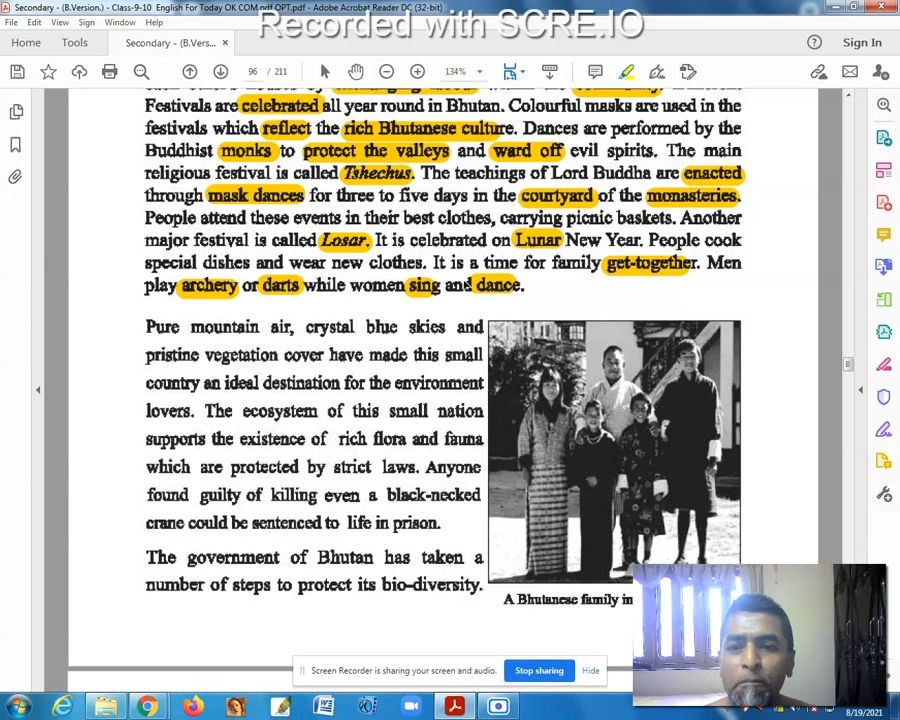 Secondary - (B.Version) - Class-9-10 English For Today OK COM.pdf OPT.pdf - Adobe Acrobat Reader DC (32-bit)
Recorded with SCRE.IO
File Edit View Sign Window Help
Home Tools Secondary - (B.Vers... × Sign In
96 / 211 134%
Festivals are celebrated all year round in Bhutan. Colourful masks are used in the
festivals which reflect the rich Bhutanese culture. Dances are performed by the
Buddhist monks to protect the valleys and ward off evil spirits. The main
religious festival is called Tshechus. The teachings of Lord Buddha are enacted
through mask dances for three to five days in the courtyard of the monasteries.
People attend these events in their best clothes, carrying picnic baskets. Another
major festival is called Losar. It is celebrated on Lunar New Year. People cook
special dishes and wear new clothes. It is a time for family get-together. Men
play archery or darts while women sing and dance.
Pure mountain air, crystal blue skies and
pristine vegetation cover have made this small
country an ideal destination for the environment
lovers. The ecosystem of this small nation
supports the existence of rich flora and fauna
which are protected by strict laws. Anyone
found guilty of killing even a black-necked
crane could be sentenced to life in prison.
The government of Bhutan has taken a
number of steps to protect its bio-diversity.
A Bhutanese family in
Screen Recorder is sharing your screen and audio. Stop sharing Hide
8/19/2021